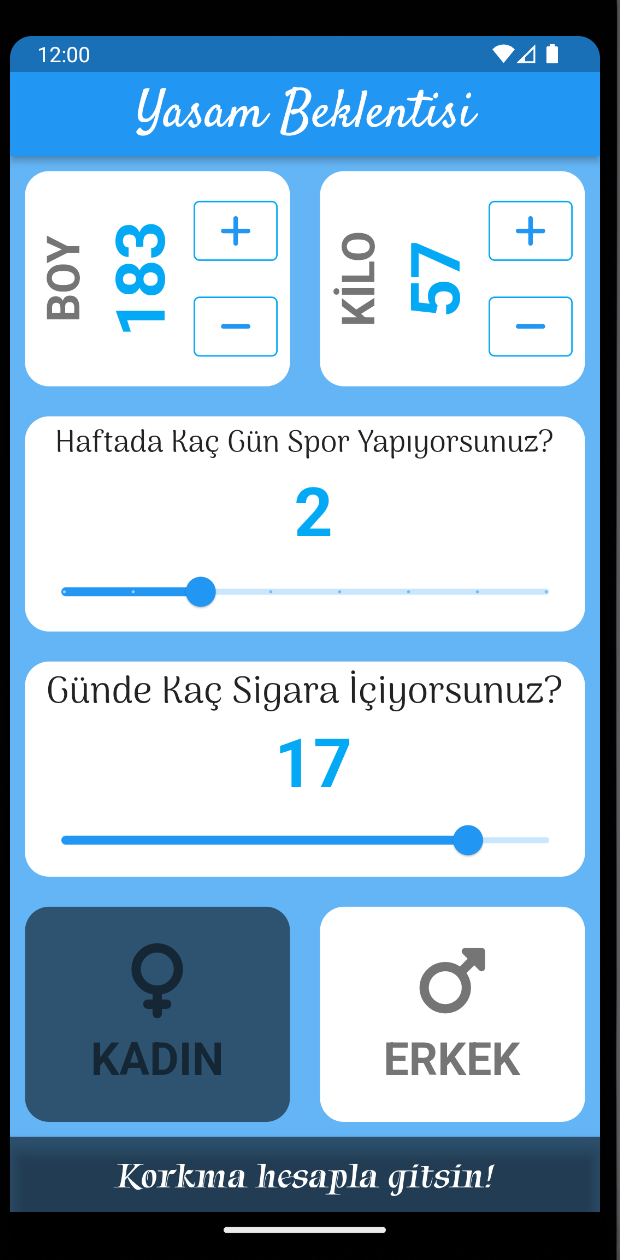 12:00
Yasam Beklentisi
BOY
183
+
−
KİLO
57
+
−
Haftada Kaç Gün Spor Yapıyorsunuz?
2
Günde Kaç Sigara İçiyorsunuz?
17
KADIN
ERKEK
Korkma hesapla gitsin!